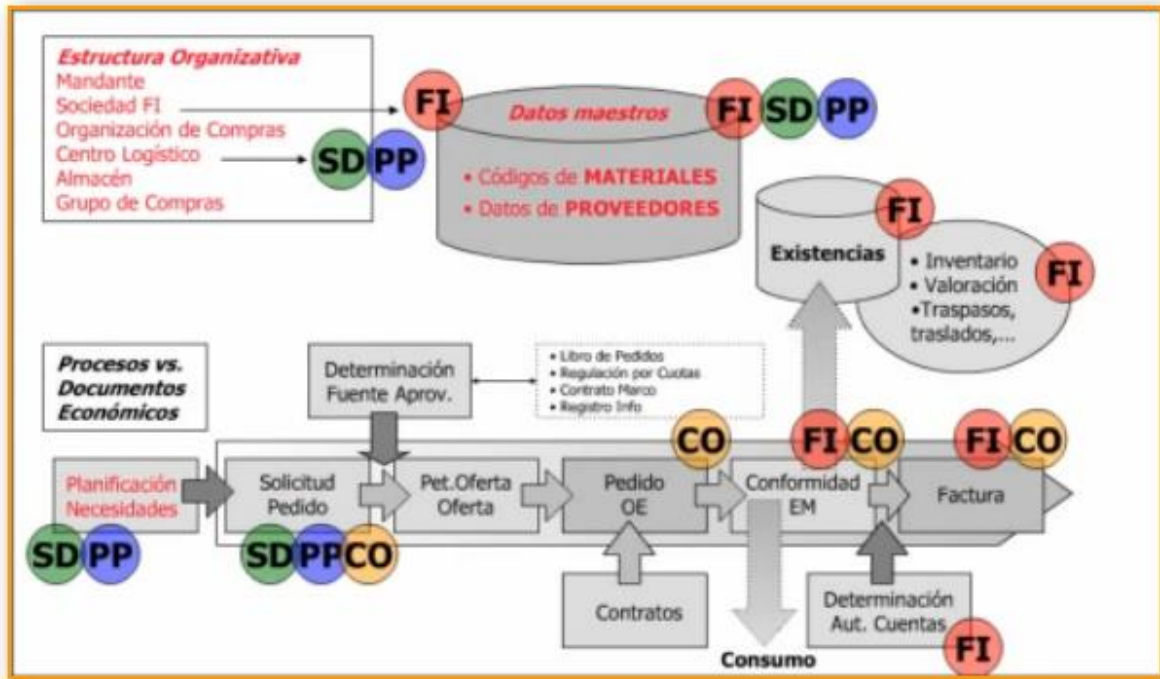 Estructura Organizativa
Mandante
Sociedad FI
Organización de Compras
Centro Logístico
Almacén
Grupo de Compras
SD PP
FI
Datos maestros
FI SD PP
• Códigos de MATERIALES
• Datos de PROVEEDORES
Existencias
FI
• Inventario
• Valoración
•Traspasos,
traslados,...
FI
Procesos vs.
Documentos
Económicos
Determinación
Fuente Aprov.
• Libro de Pedidos
• Regulación por Cuotas
• Contrato Marco
• Registro Info
Planificación
Necesidades
SD PP
Solicitud
Pedido
SD PP CO
Pet.Oferta
Oferta
Pedido
OE
CO
Conformidad
EM
FI CO
Factura
FI CO
Contratos
Consumo
Determinación
Aut. Cuentas
FI